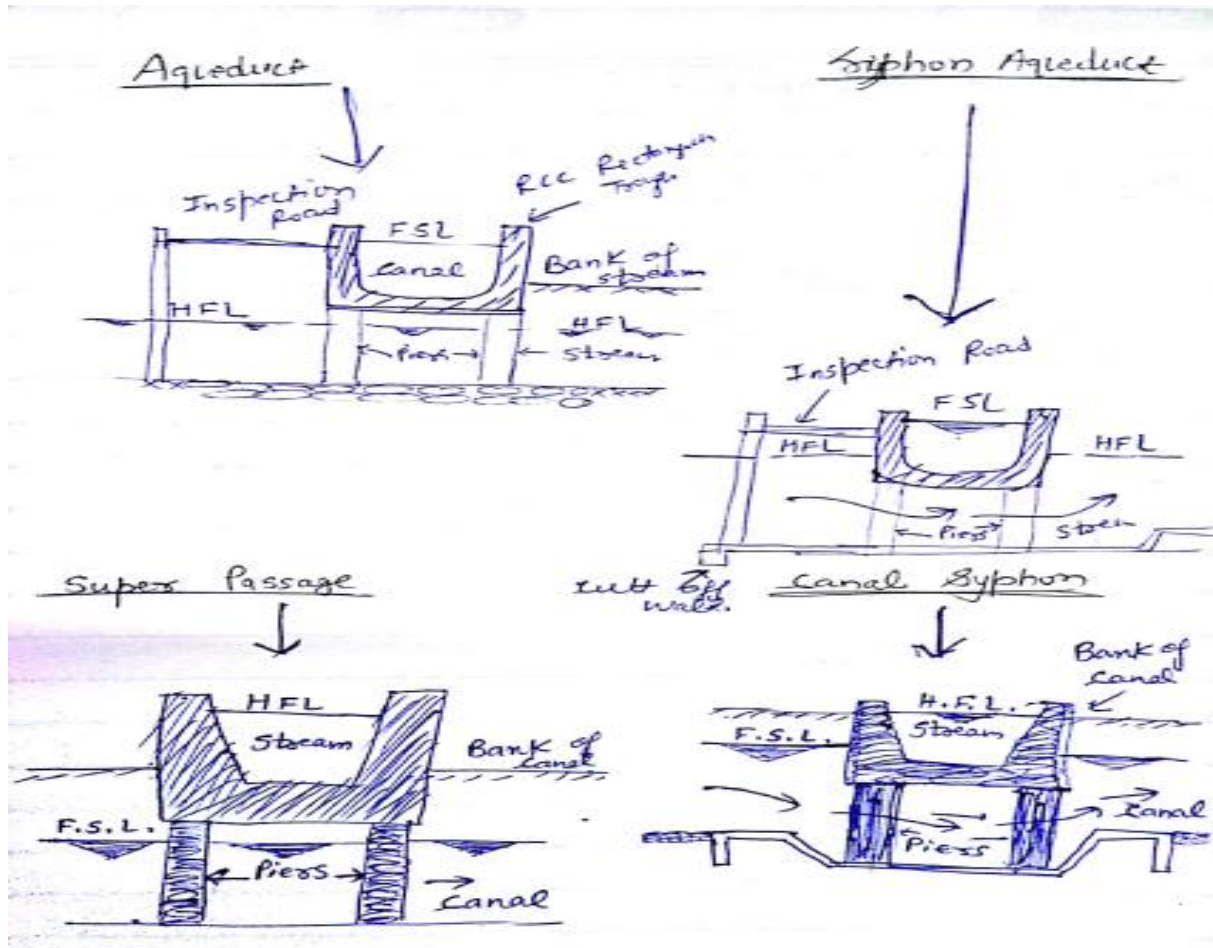 Aqueduct
Inspection
Road
RCC Rectangular
Trough
FSL
Canal
Bank of
stream
HFL
HFL
Piers
Stream
Syphon Aqueduct
Inspection Road
FSL
HFL
HFL
Piers
Stream
Cutt off
wall.
Super Passage
HFL
Stream
Bank of
canal
F.S.L.
Piers
Canal
Canal Syphon
Bank of
Canal
H.F.L.
Stream
F.S.L.
Canal
Piers